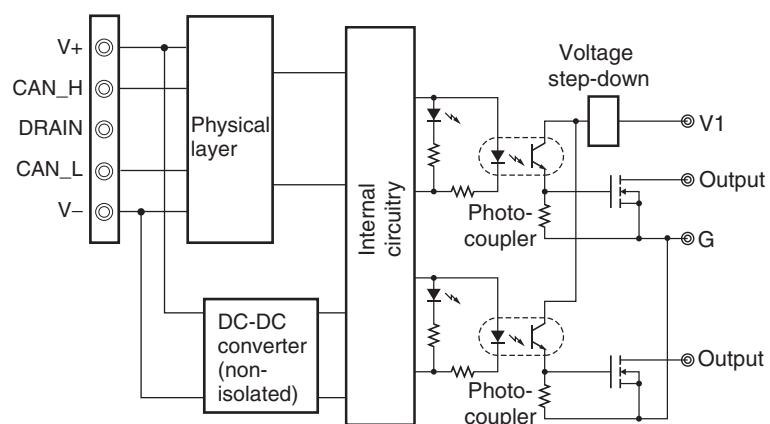 V+
CAN_H
DRAIN
CAN_L
V–
Physical
layer
DC-DC
converter
(non-
isolated)
Internal
circuitry
Voltage
step-down
V1
Output
Photo-
coupler
G
Output
Photo-
coupler